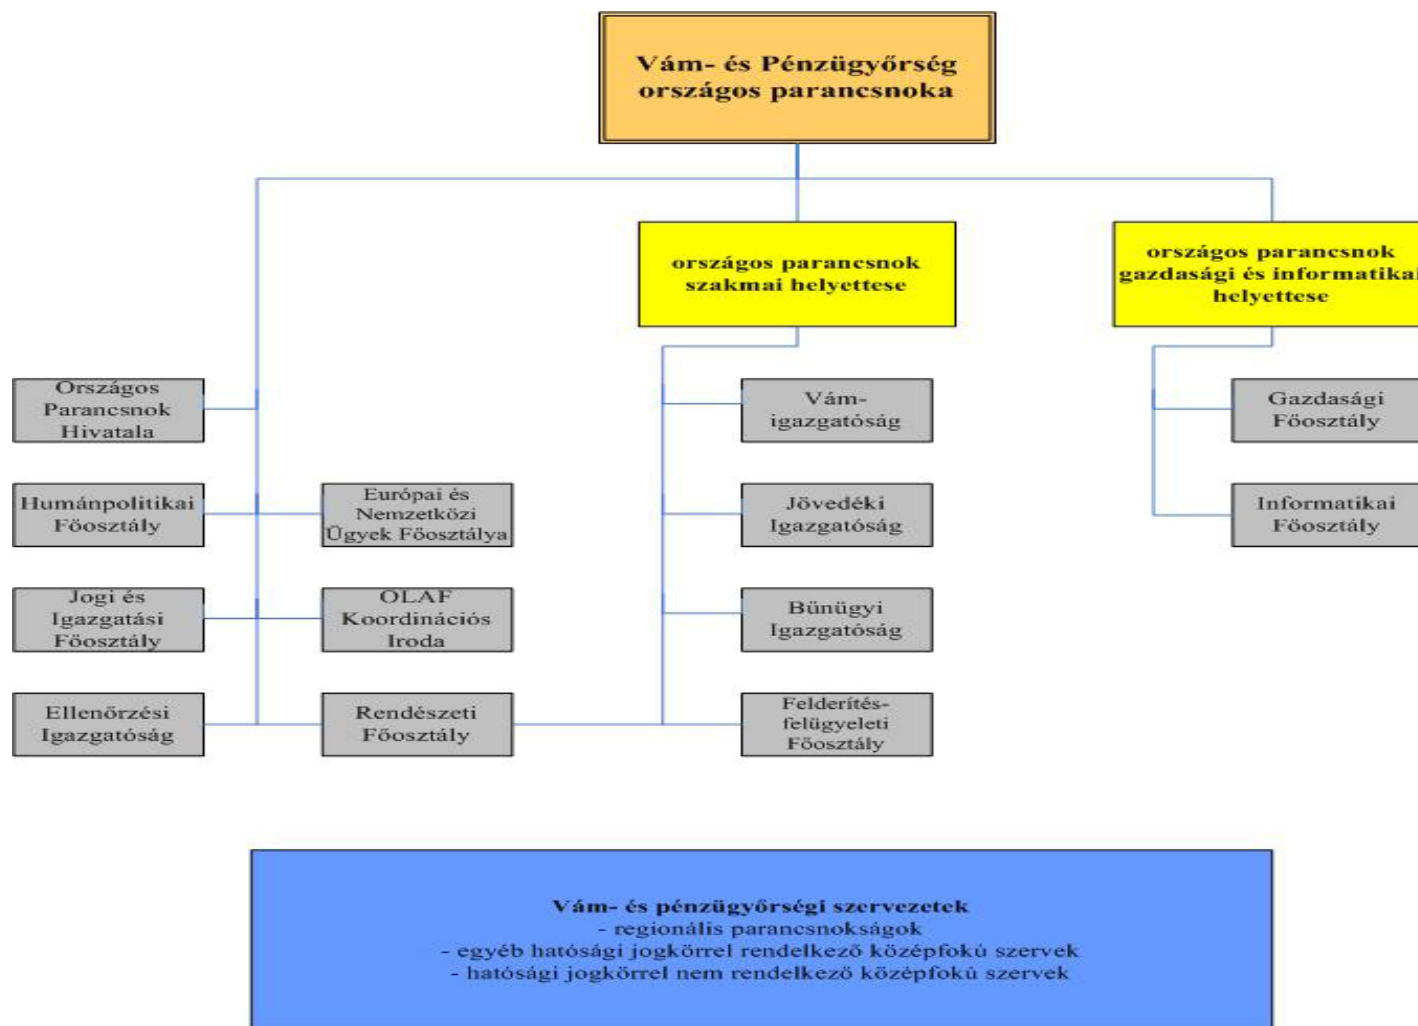 Vám- és Pénzügyőrség
országos parancsnoka
országos parancsnok
szakmai helyettese
országos parancsnok
gazdasági és informatikai
helyettese
Országos
Parancsnok
Hivatala
Humánpolitikai
Főosztály
Jogi és
Igazgatási
Főosztály
Ellenőrzési
Igazgatóság
Európai és
Nemzetközi
Ügyek Főosztálya
OLAF
Koordinációs
Iroda
Rendészeti
Főosztály
Vám-
igazgatóság
Jövedéki
Igazgatóság
Bűnügyi
Igazgatóság
Felderítés-
felügyeleti
Főosztály
Gazdasági
Főosztály
Informatikai
Főosztály
Vám- és pénzügyőrségi szervezetek
- regionális parancsnokságok
- egyéb hatósági jogkörrel rendelkező középfokú szervek
- hatósági jogkörrel nem rendelkező középfokú szervek